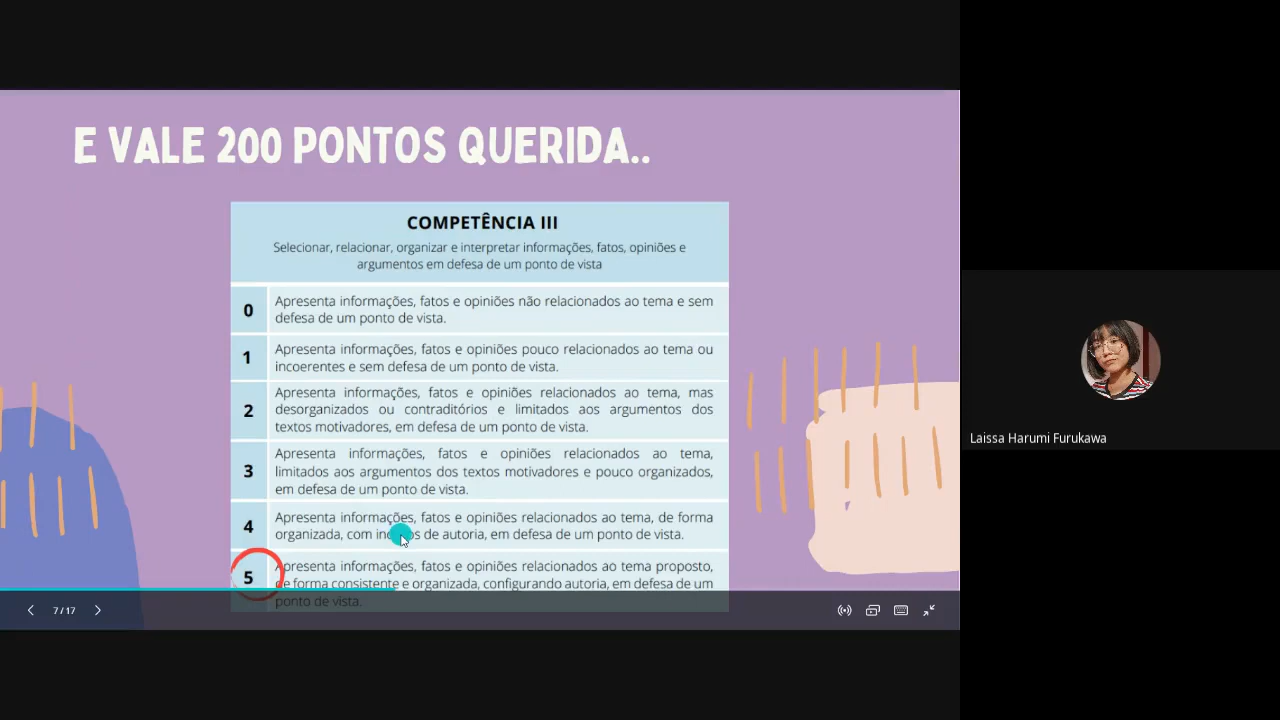 E VALE 200 PONTOS QUERIDA..
COMPETÊNCIA III
Selecionar, relacionar, organizar e interpretar informações, fatos, opiniões e
argumentos em defesa de um ponto de vista
0
Apresenta informações, fatos e opiniões não relacionados ao tema e sem
defesa de um ponto de vista.
1
Apresenta informações, fatos e opiniões pouco relacionados ao tema ou
incoerentes e sem defesa de um ponto de vista.
2
Apresenta informações, fatos e opiniões relacionados ao tema, mas
desorganizados ou contraditórios e limitados aos argumentos dos
textos motivadores, em defesa de um ponto de vista.
3
Apresenta informações, fatos e opiniões relacionados ao tema,
limitados aos argumentos dos textos motivadores e pouco organizados,
em defesa de um ponto de vista.
4
Apresenta informações, fatos e opiniões relacionados ao tema, de forma
organizada, com de autoria, em defesa de um ponto de vista.
5
Apresenta informações, fatos e opiniões relacionados ao tema proposto,
de forma consistente e organizada, configurando autoria, em defesa de um
ponto de vista.
7 / 17
Laissa Harumi Furukawa